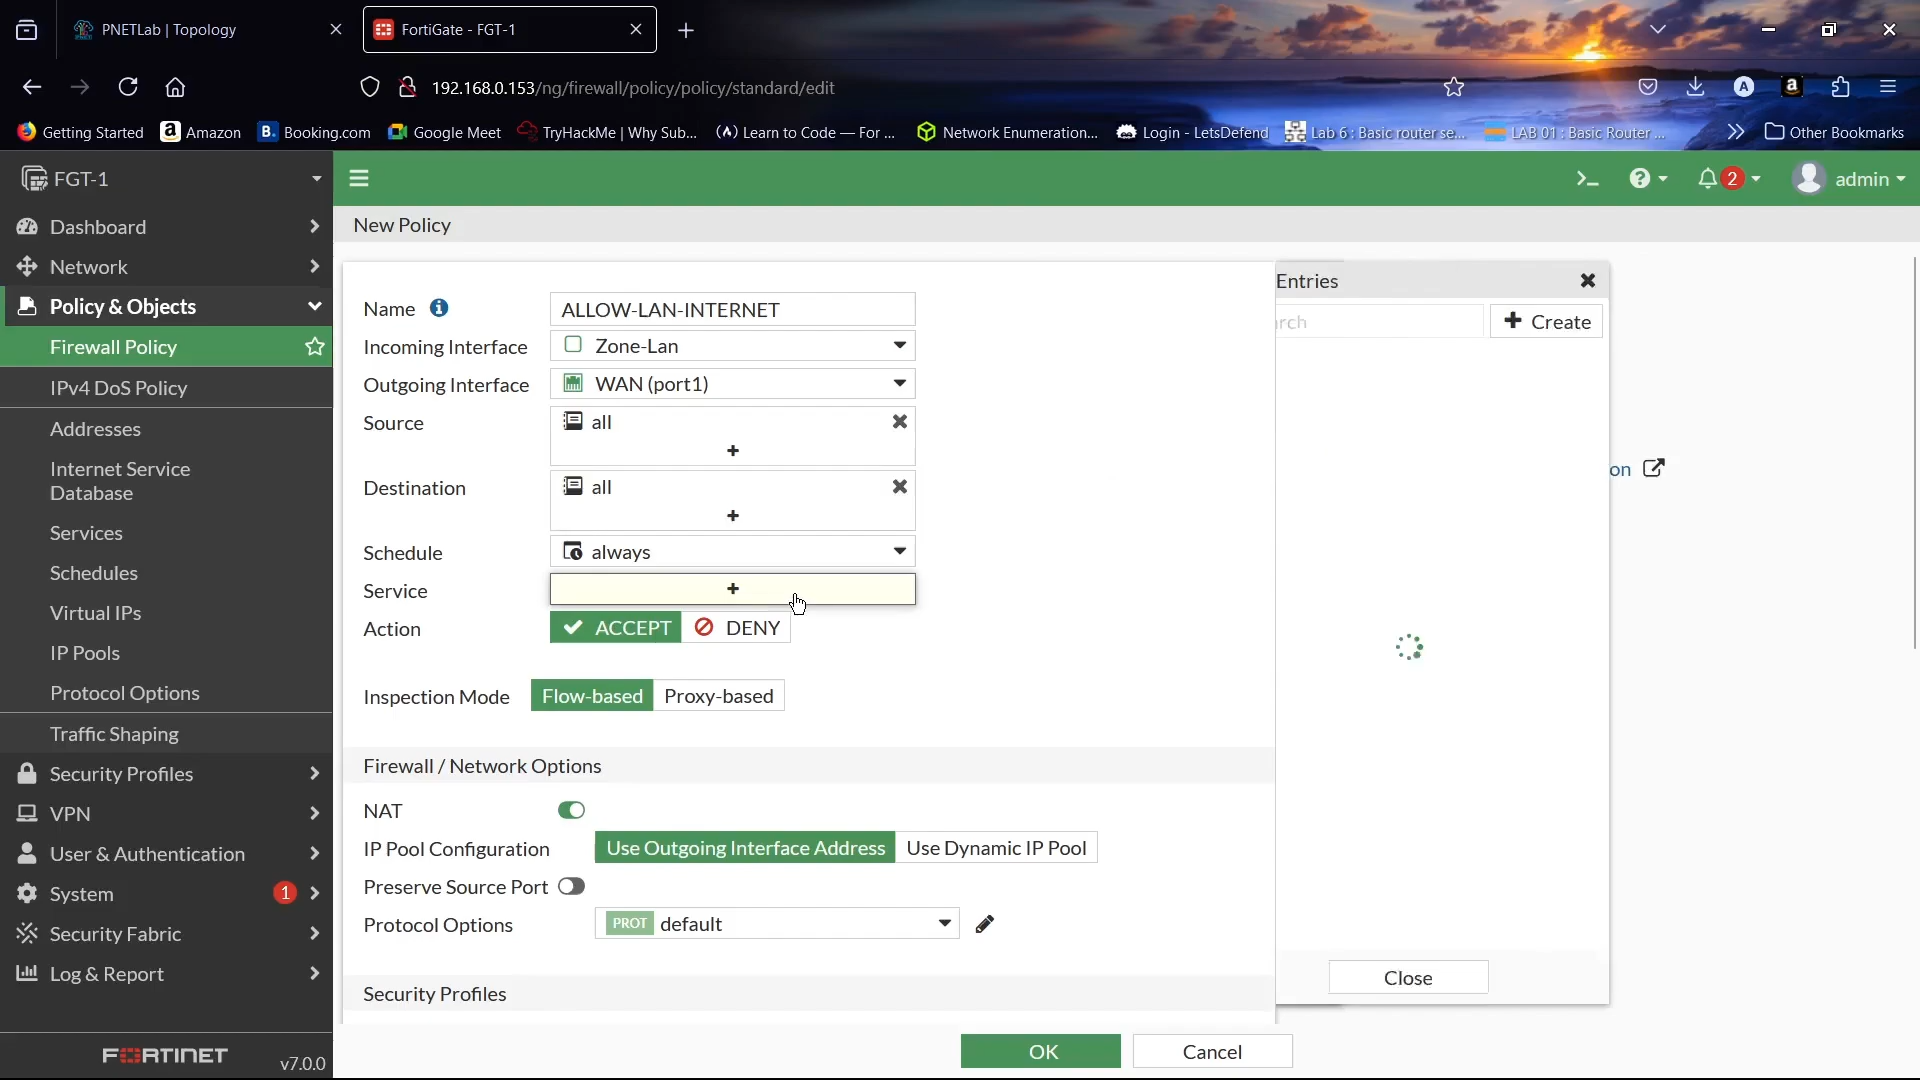 PNETLab | Topology
FortiGate - FGT-1
192.168.0.153/ng/firewall/policy/policy/standard/edit
Getting Started
Amazon
B. Booking.com
Google Meet
TryHackMe | Why Sub...
Learn to Code — For ...
Network Enumeration...
Login - LetsDefend
Lab 6 : Basic router se...
LAB 01 : Basic Router ...
Other Bookmarks
FGT-1
2
admin
Dashboard
Network
Policy & Objects
Firewall Policy
IPv4 DoS Policy
Addresses
Internet Service
Database
Services
Schedules
Virtual IPs
IP Pools
Protocol Options
Traffic Shaping
Security Profiles
VPN
User & Authentication
System 1
Security Fabric
Log & Report
FORTINET v7.0.0
New Policy
Name ALLOW-LAN-INTERNET
Incoming Interface Zone-Lan
Outgoing Interface WAN (port1)
Source all
+
Destination all
+
Schedule always
Service +
Action ACCEPT DENY
Inspection Mode Flow-based Proxy-based
Firewall / Network Options
NAT
IP Pool Configuration Use Outgoing Interface Address Use Dynamic IP Pool
Preserve Source Port
Protocol Options PROT default
Security Profiles
OK Cancel
Entries
rch
+ Create
on
Close